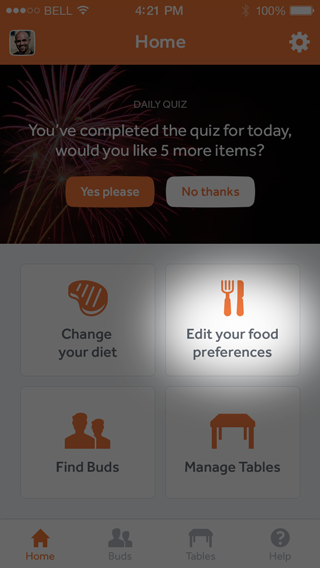 BELL 4:21 PM 100%
Home
DAILY QUIZ
You've completed the quiz for today,
would you like 5 more items?
Yes please No thanks
Change
your diet
Edit your food
preferences
Find Buds
Manage Tables
Home Buds Tables Help